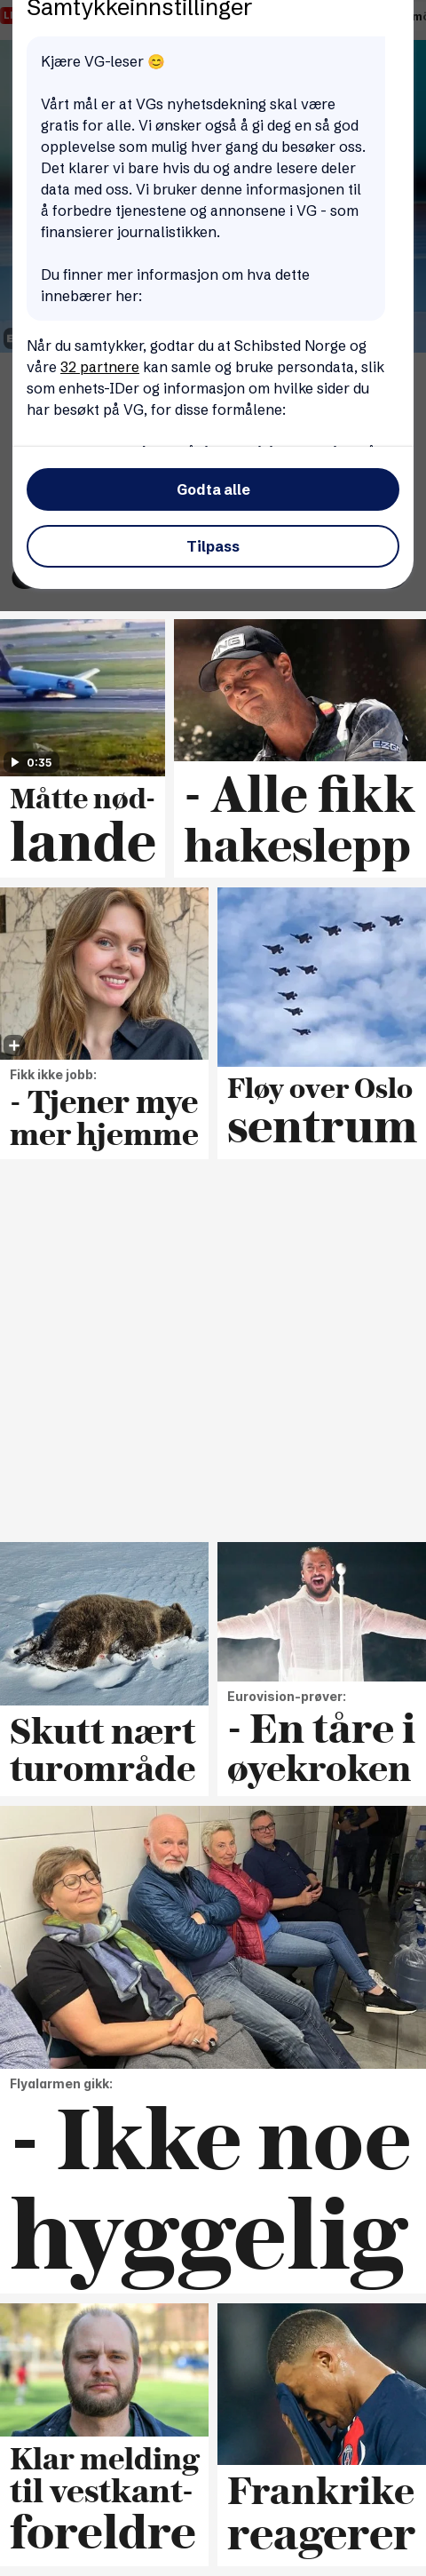 Samtykkeinnstillinger
Kjære VG-leser 😊
Vårt mål er at VGs nyhetsdekning skal være
gratis for alle. Vi ønsker også å gi deg en så god
opplevelse som mulig hver gang du besøker oss.
Det klarer vi bare hvis du og andre lesere deler
data med oss. Vi bruker denne informasjonen til
å forbedre tjenestene og annonsene i VG - som
finansierer journalistikken.
Du finner mer informasjon om hva dette
innebærer her:
Når du samtykker, godtar du at Schibsted Norge og
våre 32 partnere kan samle og bruke persondata, slik
som enhets-IDer og informasjon om hvilke sider du
har besøkt på VG, for disse formålene:
Godta alle
Tilpass
0:35
Måtte nød-
lande
- Alle fikk
hakeslepp
Fikk ikke jobb:
- Tjener mye
mer hjemme
Fløy over Oslo
sentrum
Skutt nært
turområde
Eurovision-prøver:
- En tåre i
øyekroken
Flyalarmen gikk:
- Ikke noe
hyggelig
Klar melding
til vestkant-
foreldre
Frankrike
reagerer